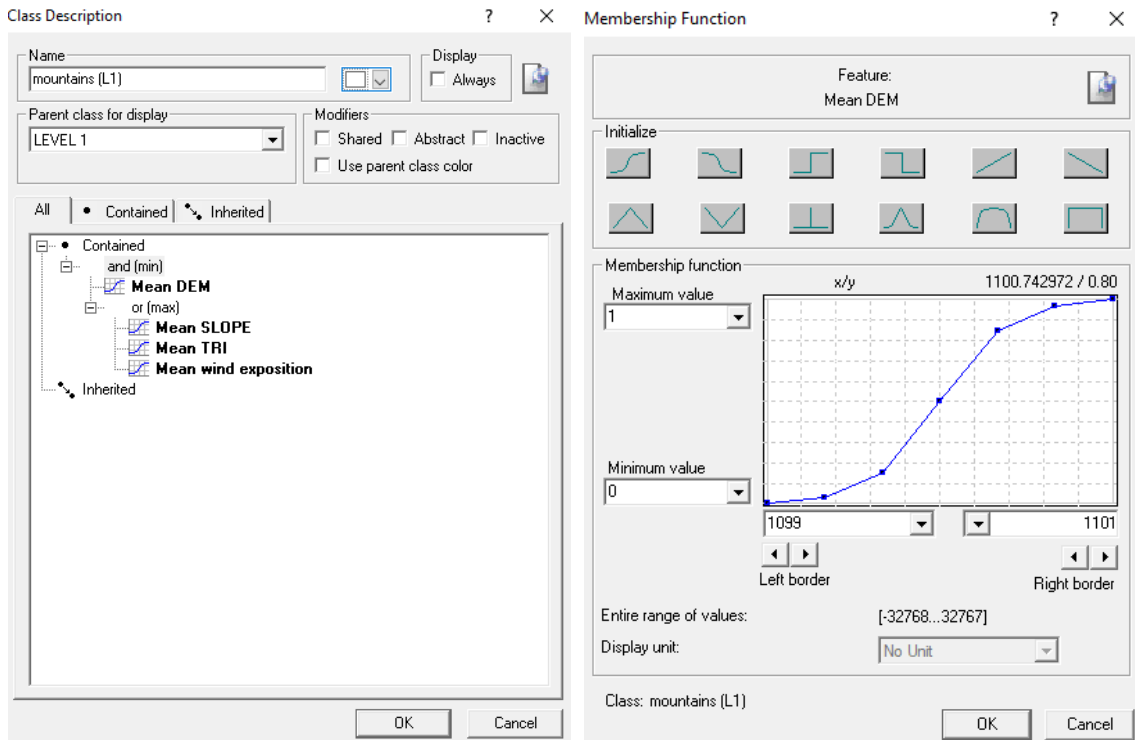 Class Description
?
Name
mountains (L1)
Display
Always
Parent class for display
LEVEL 1
Modifiers
Shared
Abstract
Inactive
Use parent class color
All
Contained
Inherited
Contained
and (min)
Mean DEM
or (max)
Mean SLOPE
Mean TRI
Mean wind exposition
Inherited
OK
Cancel
Membership Function
?
Feature:
Mean DEM
Initialize
Membership function
Maximum value
x/y
1100.742972 / 0.80
1
Minimum value
0
1099
1101
Left border
Right border
Entire range of values:
[-32768...32767]
Display unit:
No Unit
Class: mountains (L1)
OK
Cancel